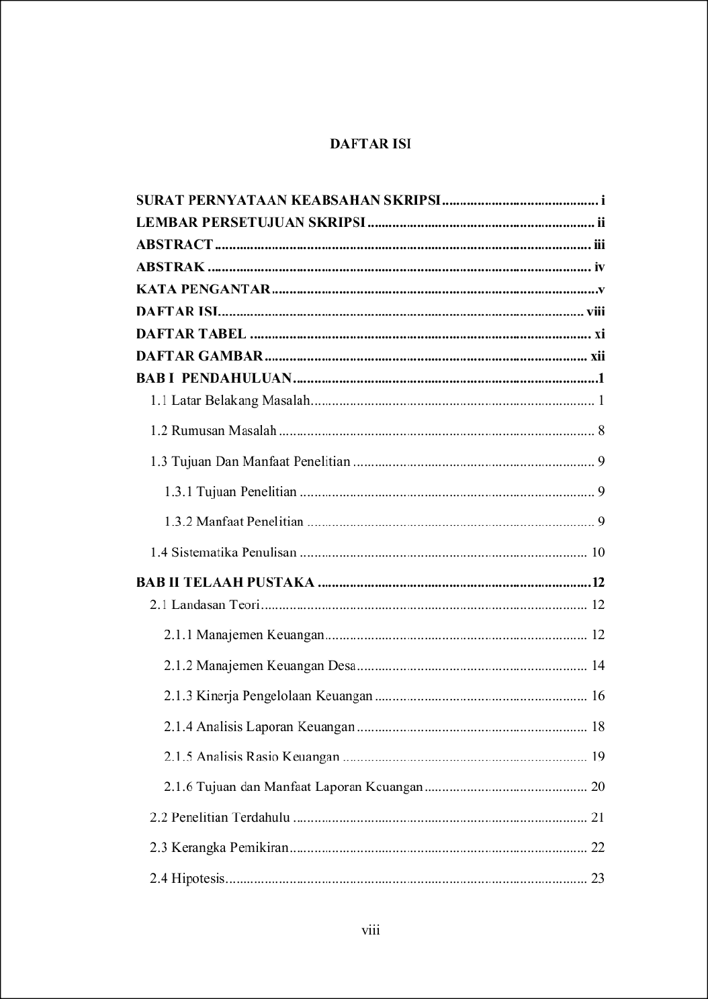 DAFTAR ISI
SURAT PERNYATAAN KEABSAHAN SKRIPSI ............................................ i
LEMBAR PERSETUJUAN SKRIPSI ................................................................ ii
ABSTRACT .......................................................................................................... iii
ABSTRAK ............................................................................................................ iv
KATA PENGANTAR ............................................................................................v
DAFTAR ISI....................................................................................................... viii
DAFTAR TABEL ................................................................................................ xi
DAFTAR GAMBAR ........................................................................................... xii
BAB I  PENDAHULUAN ......................................................................................1
1.1 Latar Belakang Masalah................................................................................ 1
1.2 Rumusan Masalah ......................................................................................... 8
1.3 Tujuan Dan Manfaat Penelitian .................................................................... 9
1.3.1 Tujuan Penelitian ................................................................................... 9
1.3.2 Manfaat Penelitian ................................................................................. 9
1.4 Sistematika Penulisan ................................................................................. 10
BAB II TELAAH PUSTAKA .............................................................................12
2.1 Landasan Teori............................................................................................ 12
2.1.1 Manajemen Keuangan.......................................................................... 12
2.1.2 Manajemen Keuangan Desa................................................................. 14
2.1.3 Kinerja Pengelolaan Keuangan ............................................................ 16
2.1.4 Analisis Laporan Keuangan ................................................................. 18
2.1.5 Analisis Rasio Keuangan ..................................................................... 19
2.1.6 Tujuan dan Manfaat Laporan Keuangan .............................................. 20
2.2 Penelitian Terdahulu ................................................................................... 21
2.3 Kerangka Pemikiran.................................................................................... 22
2.4 Hipotesis...................................................................................................... 23
viii